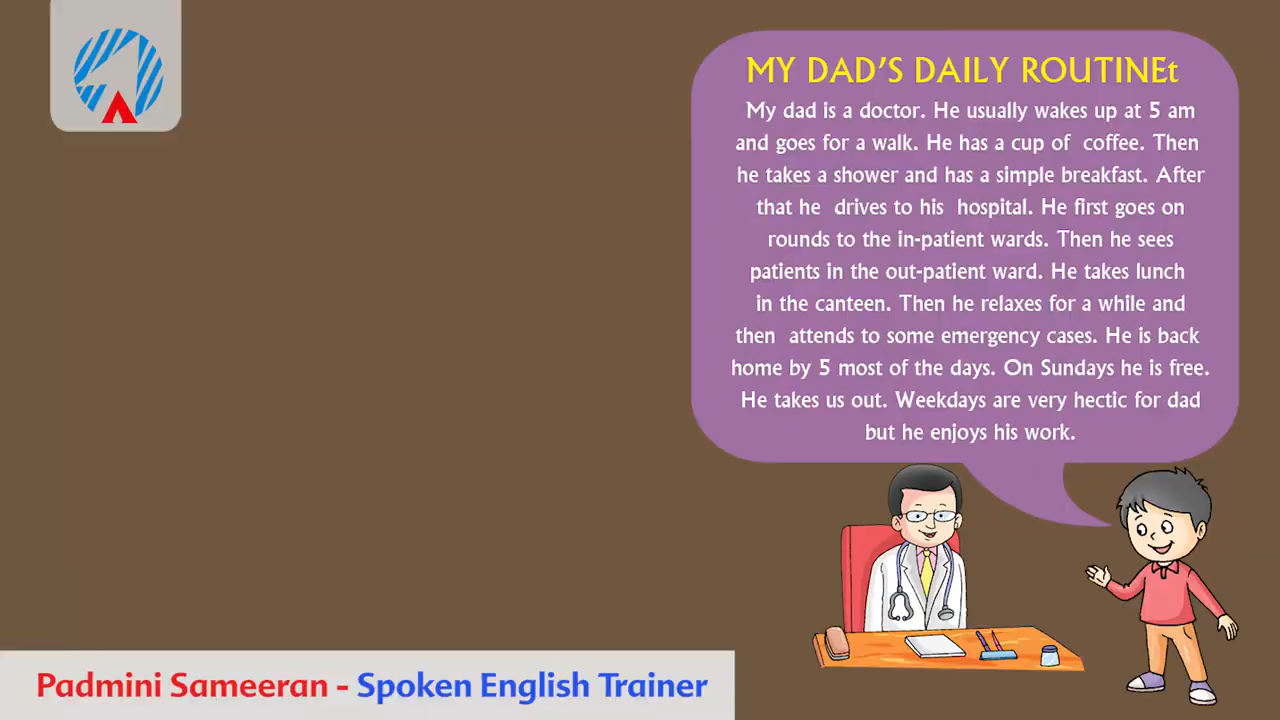 MY DAD'S DAILY ROUTINEt
My dad is a doctor. He usually wakes up at 5 am
and goes for a walk. He has a cup of coffee. Then
he takes a shower and has a simple breakfast. After
that he drives to his hospital. He first goes on
rounds to the in-patient wards. Then he sees
patients in the out-patient ward. He takes lunch
in the canteen. Then he relaxes for a while and
then attends to some emergency cases. He is back
home by 5 most of the days. On Sundays he is free.
He takes us out. Weekdays are very hectic for dad
but he enjoys his work.
Padmini Sameeran - Spoken English Trainer